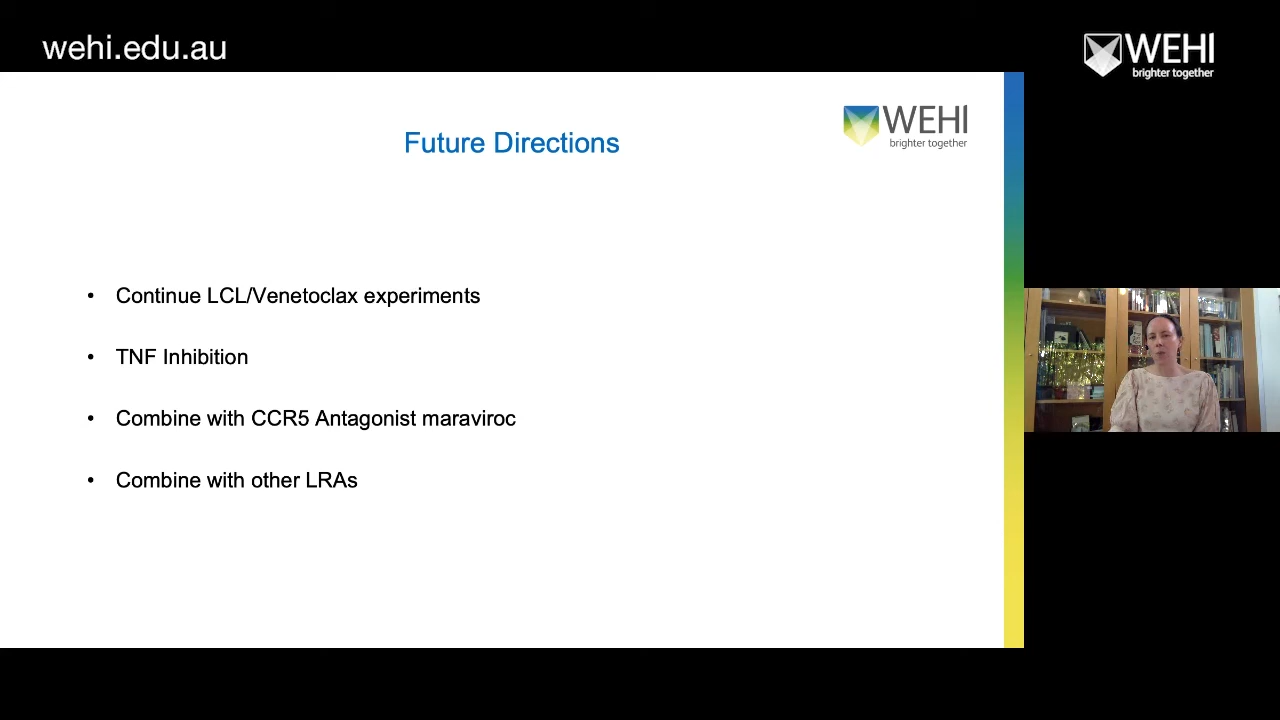 wehi.edu.au
WEHI
brighter together
WEHI
brighter together
Future Directions
• Continue LCL/Venetoclax experiments
• TNF Inhibition
• Combine with CCR5 Antagonist maraviroc
• Combine with other LRAs